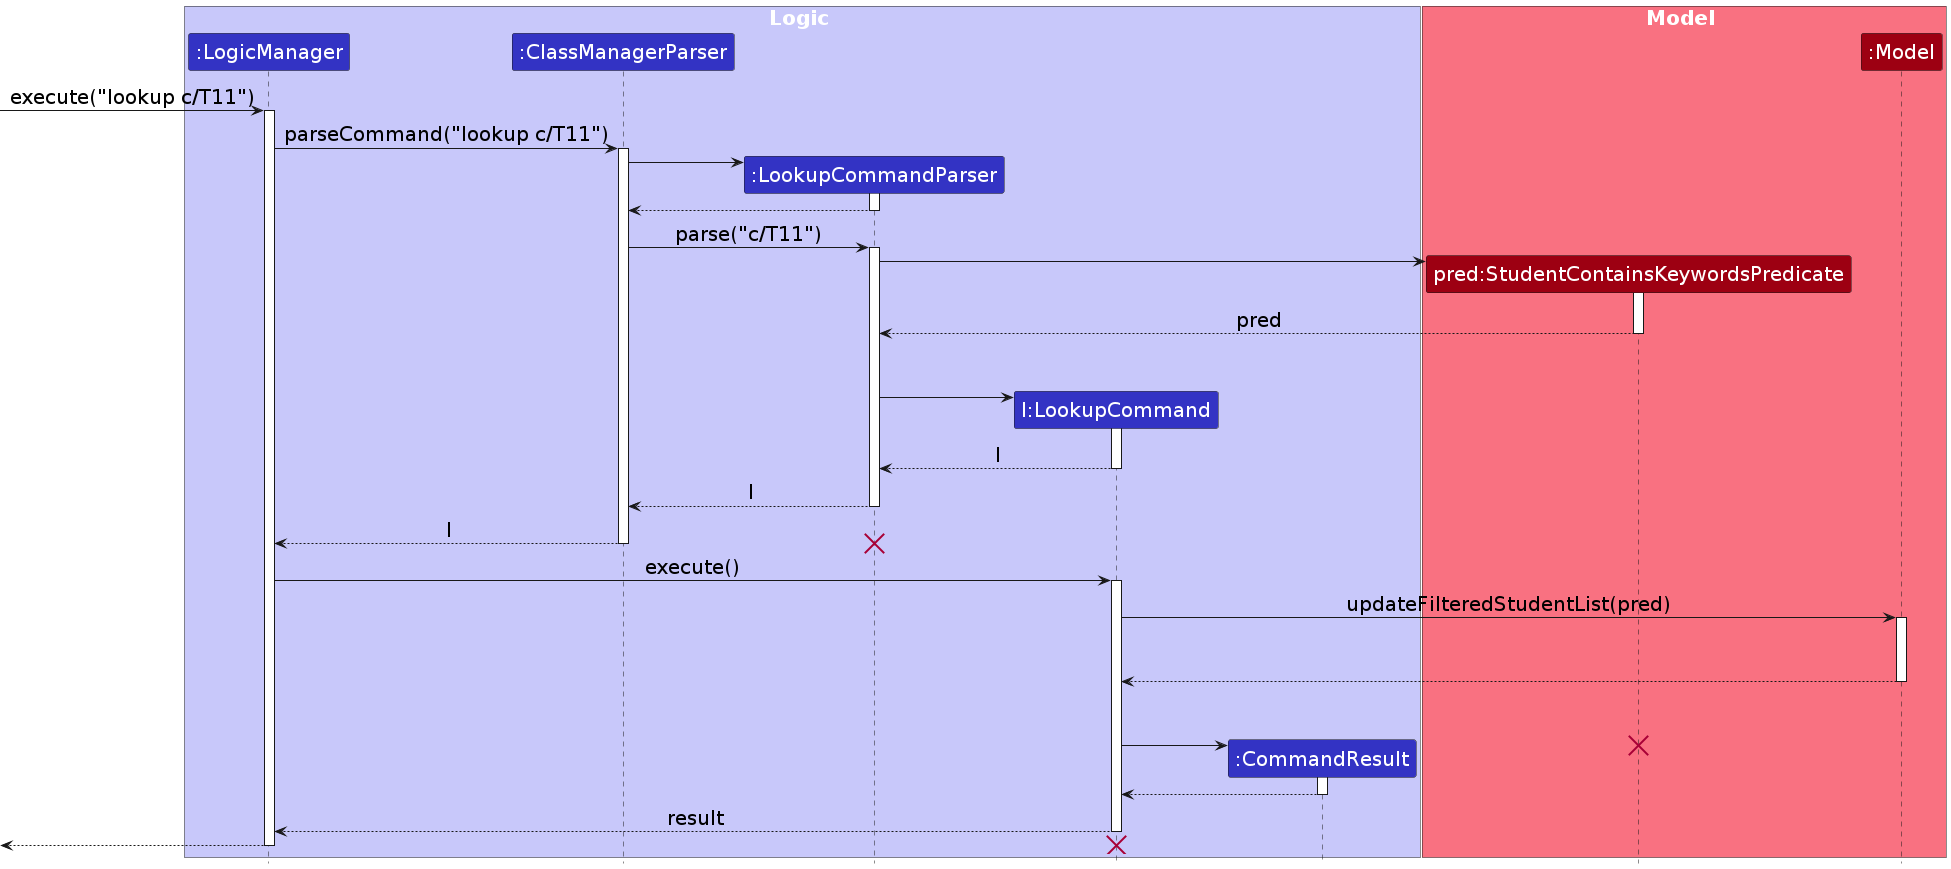 Logic
Model
:LogicManager
:ClassManagerParser
:Model
execute("lookup c/T11")
parseCommand("lookup c/T11")
:LookupCommandParser
parse("c/T11")
pred:StudentContainsKeywordsPredicate
pred
l:LookupCommand
l
l
l
execute()
updateFilteredStudentList(pred)
:CommandResult
result